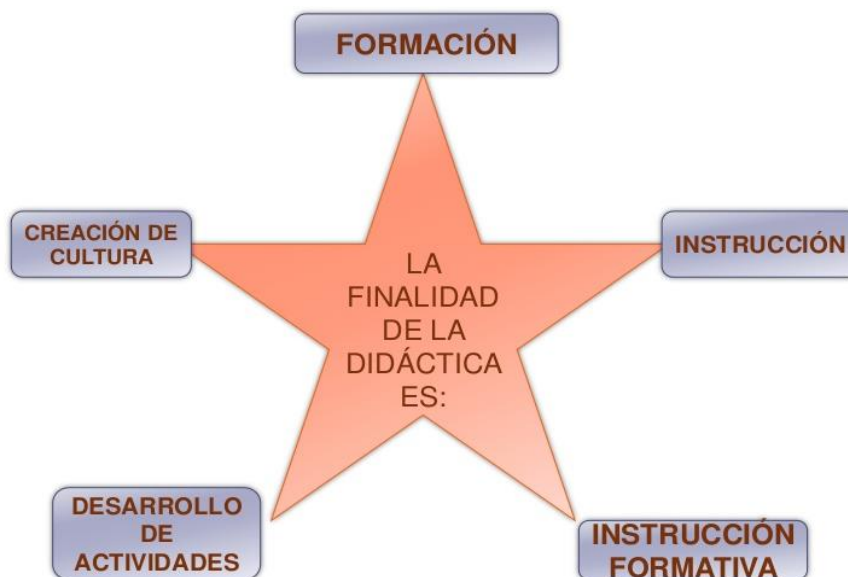 FORMACIÓN
CREACIÓN DE
CULTURA
INSTRUCCIÓN
LA
FINALIDAD
DE LA
DIDÁCTICA
ES:
DESARROLLO
DE
ACTIVIDADES
INSTRUCCIÓN
FORMATIVA